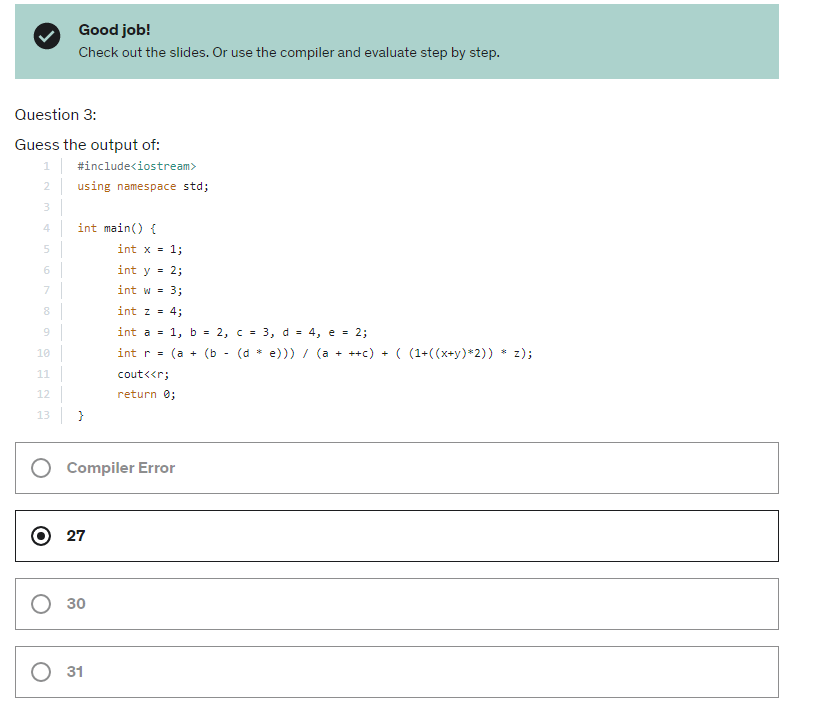 Good job!
Check out the slides. Or use the compiler and evaluate step by step.
Question 3:
Guess the output of:
1 #include<iostream>
2 using namespace std;
3
4 int main() {
5 int x = 1;
6 int y = 2;
7 int w = 3;
8 int z = 4;
9 int a = 1, b = 2, c = 3, d = 4, e = 2;
10 int r = (a + (b - (d * e))) / (a + ++c) + ( (1+((x+y)*2)) * z);
11 cout<<r;
12 return 0;
13 }
Compiler Error
27
30
31